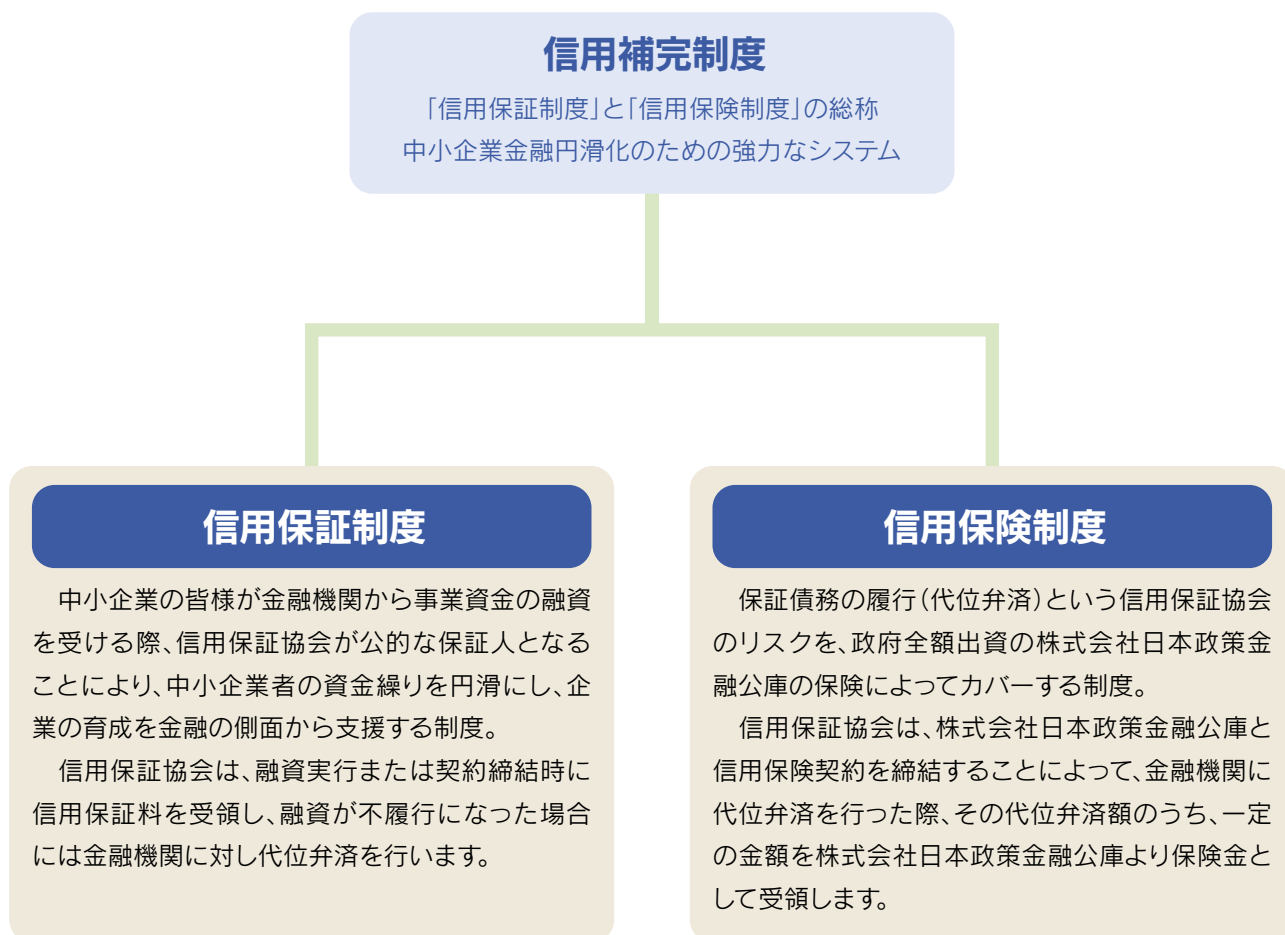 信用補完制度
「信用保証制度」と「信用保険制度」の総称
中小企業金融円滑化のための強力なシステム
信用保証制度
　中小企業の皆様が金融機関から事業資金の融資
を受ける際、信用保証協会が公的な保証人となる
ことにより、中小企業者の資金繰りを円滑にし、企
業の育成を金融の側面から支援する制度。
　信用保証協会は、融資実行または契約締結時に
信用保証料を受領し、融資が不履行になった場合
には金融機関に対し代位弁済を行います。
信用保険制度
　保証債務の履行（代位弁済）という信用保証協会
のリスクを、政府全額出資の株式会社日本政策金
融公庫の保険によってカバーする制度。
　信用保証協会は、株式会社日本政策金融公庫と
信用保険契約を締結することによって、金融機関に
代位弁済を行った際、その代位弁済額のうち、一定
の金額を株式会社日本政策金融公庫より保険金と
して受領します。